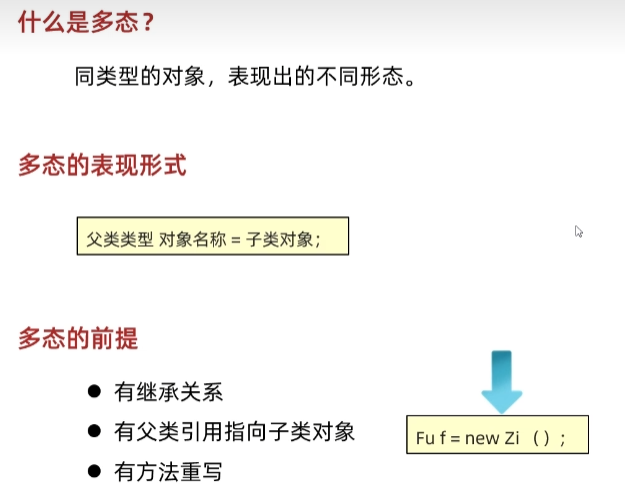 什么是多态？
同类型的对象，表现出的不同形态。
多态的表现形式
父类类型 对象名称 = 子类对象；
多态的前提
● 有继承关系
● 有父类引用指向子类对象
Fu f = new Zi （）；
● 有方法重写